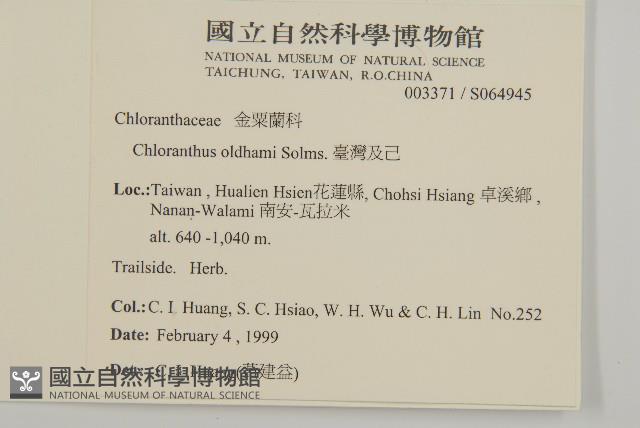 國立自然科學博物館
NATIONAL MUSEUM OF NATURAL SCIENCE
TAICHUNG, TAIWAN, R.O.CHINA
003371 / S064945
Chloranthaceae 金粟蘭科
Chloranthus oldhami Solms. 臺灣及己
Loc.:Taiwan , Hualien Hsien花蓮縣, Chohsi Hsiang 卓溪鄉 ,
Nanan-Walami 南安-瓦拉米
alt. 640 -1,040 m.
Trailside. Herb.
Col.:C. I. Huang, S. C. Hsiao, W. H. Wu & C. H. Lin No.252
Date: February 4 , 1999
建益)
國立自然科學博物館
NATIONAL MUSEUM OF NATURAL SCIENCE